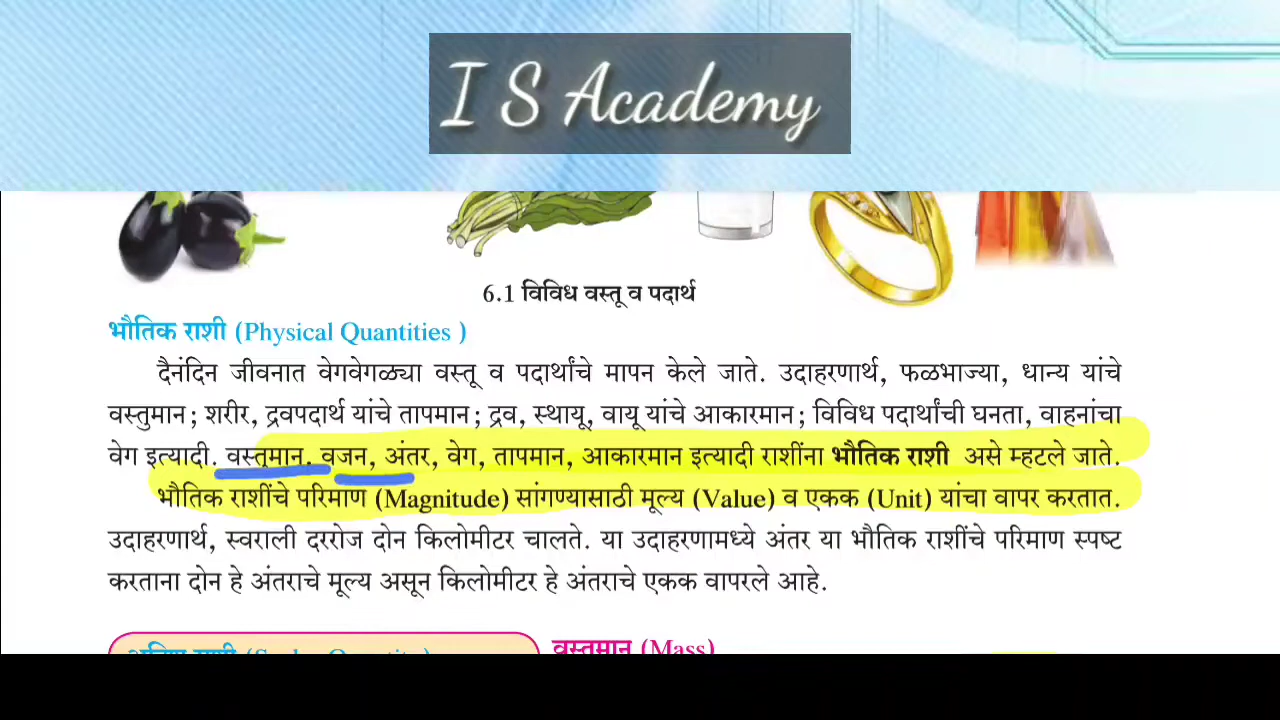 I S Academy
6.1 विविध वस्तू व पदार्थ
भौतिक राशी (Physical Quantities )
दैनंदिन जीवनात वेगवेगळ्या वस्तू व पदार्थांचे मापन केले जाते. उदाहरणार्थ, फळभाज्या, धान्य यांचे
वस्तुमान; शरीर, द्रवपदार्थ यांचे तापमान; द्रव, स्थायू, वायू यांचे आकारमान; विविध पदार्थांची घनता, वाहनांचा
वेग इत्यादी. वस्तुमान, वजन, अंतर, वेग, तापमान, आकारमान इत्यादी राशींना भौतिक राशी असे म्हटले जाते.
भौतिक राशींचे परिमाण (Magnitude) सांगण्यासाठी मूल्य (Value) व एकक (Unit) यांचा वापर करतात.
उदाहरणार्थ, स्वराली दररोज दोन किलोमीटर चालते. या उदाहरणामध्ये अंतर या भौतिक राशींचे परिमाण स्पष्ट
करताना दोन हे अंतराचे मूल्य असून किलोमीटर हे अंतराचे एकक वापरले आहे.
वस्तुमान (Mass)